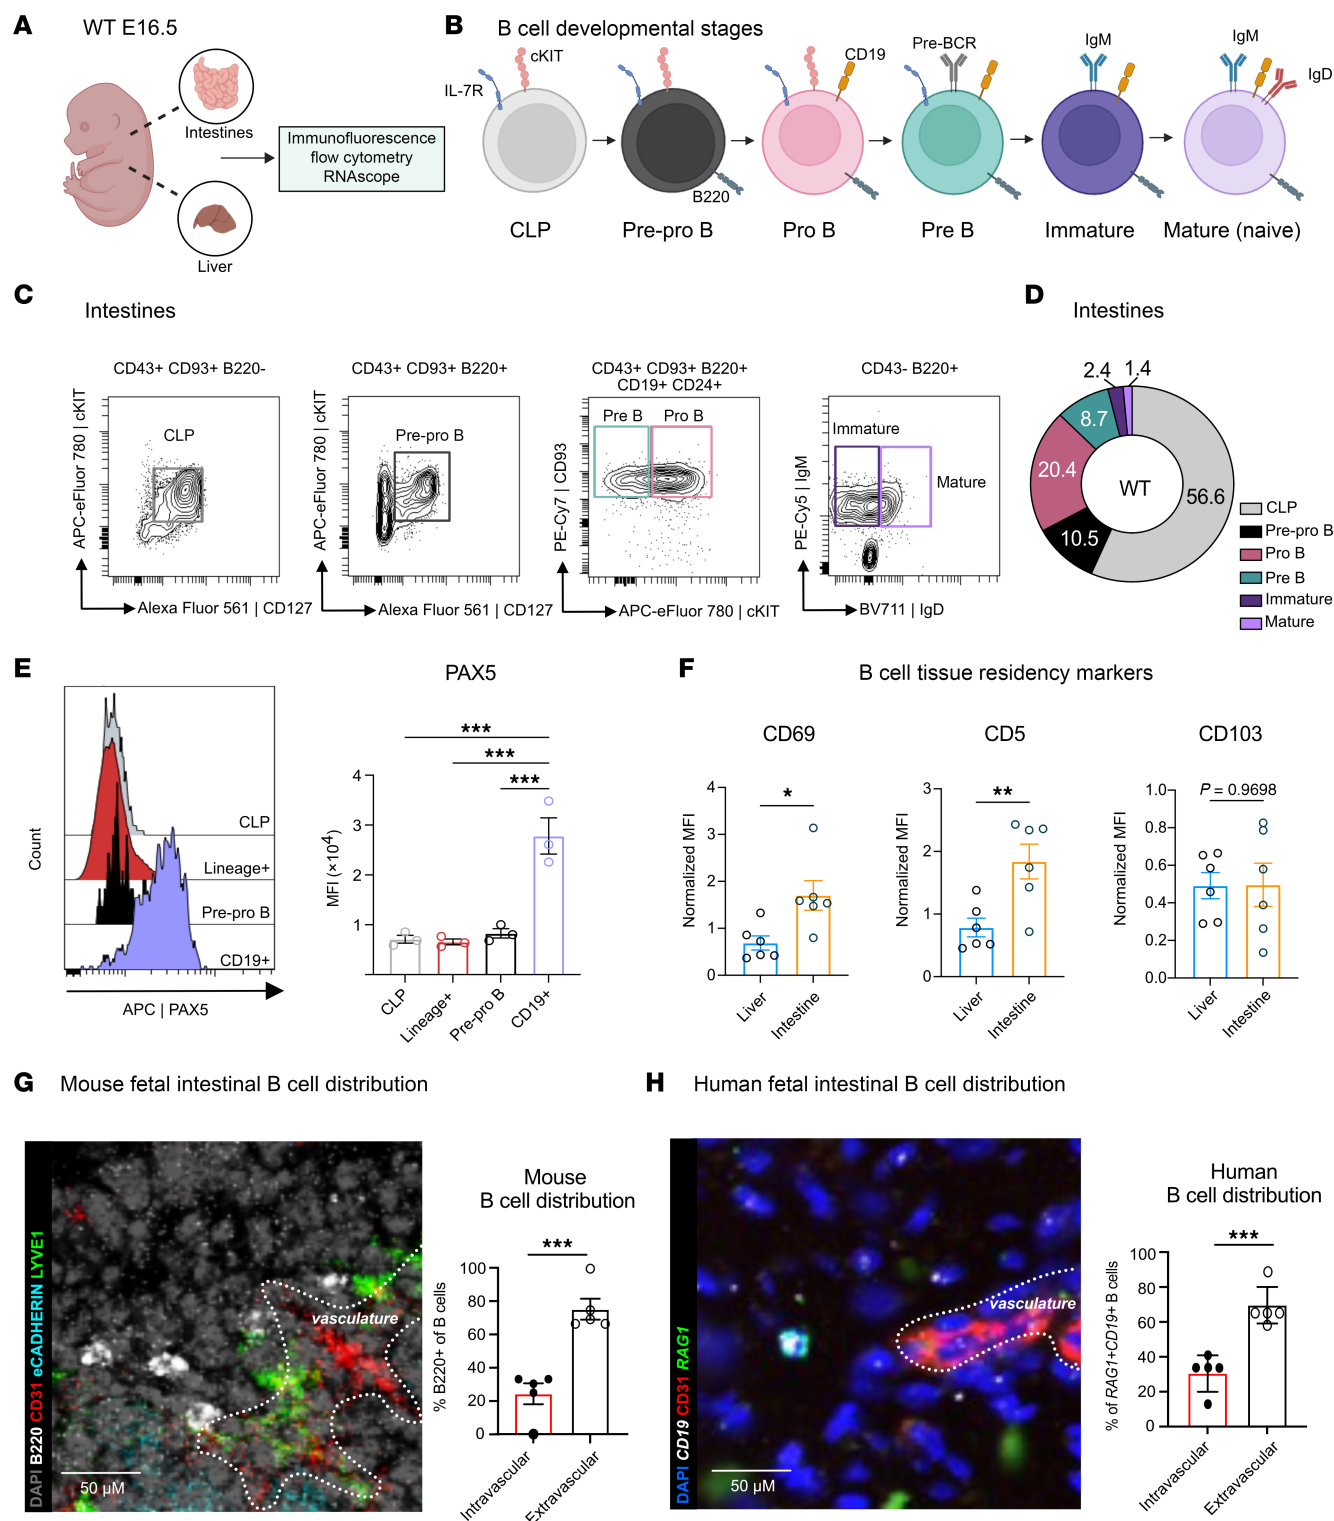 A
WT E16.5
Intestines
Liver
Immunofluorescence
flow cytometry
RNAscope
B
B cell developmental stages
IL-7R
cKIT
B220
CD19
Pre-BCR
IgM
IgM
IgD
CLP
Pre-pro B
Pro B
Pre B
Immature
Mature (naive)
C
Intestines
CD43+ CD93+ B220-
APC-eFluor 780 | cKIT
CLP
Alexa Fluor 561 | CD127
CD43+ CD93+ B220+
APC-eFluor 780 | cKIT
Pre-pro B
Alexa Fluor 561 | CD127
CD43+ CD93+ B220+
CD19+ CD24+
PE-Cy7 | CD93
Pre B
Pro B
APC-eFluor 780 | cKIT
CD43- B220+
PE-Cy5 | IgM
Immature
Mature
BV711 | IgD
D
Intestines
2.4
1.4
8.7
20.4
10.5
56.6
WT
CLP
Pre-pro B
Pro B
Pre B
Immature
Mature
E
Count
CLP
Lineage+
Pre-pro B
CD19+
APC | PAX5
PAX5
***
***
***
MFI (×10⁴)
4
3
2
1
CLP
Lineage+
Pre-pro B
CD19+
F
B cell tissue residency markers
CD69
Normalized MFI
4
3
2
1
0
*
Liver
Intestine
CD5
Normalized MFI
3
2
1
0
**
Liver
Intestine
CD103
Normalized MFI
1.0
0.8
0.6
0.4
0.2
0.0
P = 0.9698
Liver
Intestine
G
Mouse fetal intestinal B cell distribution
DAPI B220 CD31 eCADHERIN LYVE1
vasculature
50 μM
Mouse
B cell distribution
***
% B220+ of B cells
100
80
60
40
20
0
Intravascular
Extravascular
H
Human fetal intestinal B cell distribution
DAPI CD19 CD31 RAG1
vasculature
50 μM
Human
B cell distribution
***
% of RAG1+CD19+ B cells
100
80
60
40
20
0
Intravascular
Extravascular